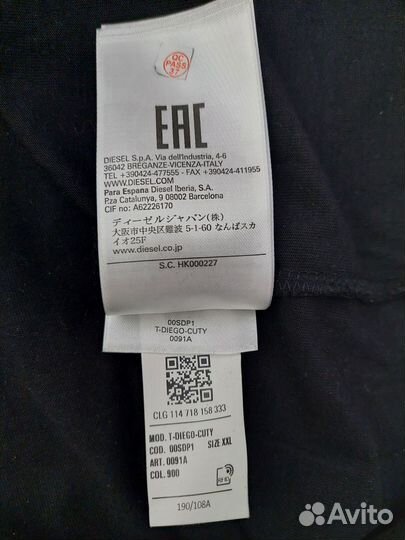 QC
PASS
37
EAC
DIESEL S.p.A. Via dell'Industria, 4-6
36042 BREGANZE-VICENZA-ITALY
TEL +390424-477555 - FAX +390424-411955
WWW.DIESEL.COM
Para Espana Diesel Iberia, S.A.
P.za Catalunya, 9 08002 Barcelona
CIF no: A62226170
ディーゼルジャパン(株)
大阪市中央区難波 5-1-60 なんばスカ
イオ25F
www.diesel.co.jp
S.C. HK000227
00SDP1
T-DIEGO-CUTY
0091A
CLG 114 718 158 333
MOD. T-DIEGO-CUTY
COD. 00SDP1 SIZE XXL
ART. 0091A
COL. 900
RFID
190/108A
Avito